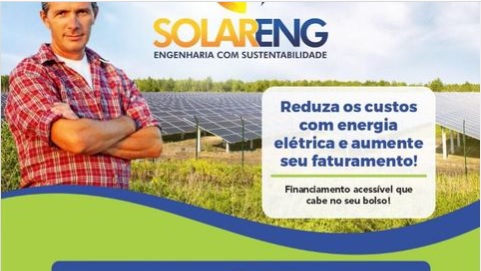 SOLARENG
ENGENHARIA COM SUSTENTABILIDADE
Reduza os custos
com energia
elétrica e aumente
seu faturamento!
Financiamento acessível que
cabe no seu bolso!